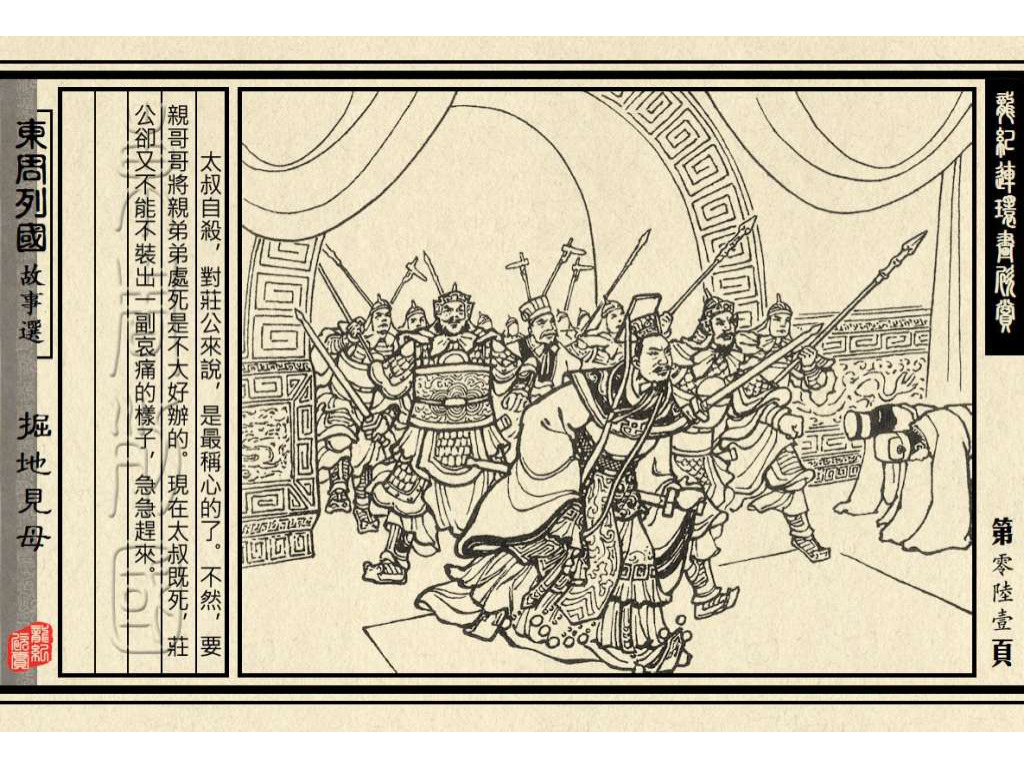 龍紀連環畫欣賞
第零陸壹頁
太叔自殺，對莊公來說，是最稱心的了。不然，要
親哥哥將親弟弟處死是不大好辦的。現在太叔既死，莊
公卻又不能不裝出一副哀痛的樣子，急急趕來。
東周列國故事選
掘地見母
龍紀欣賞